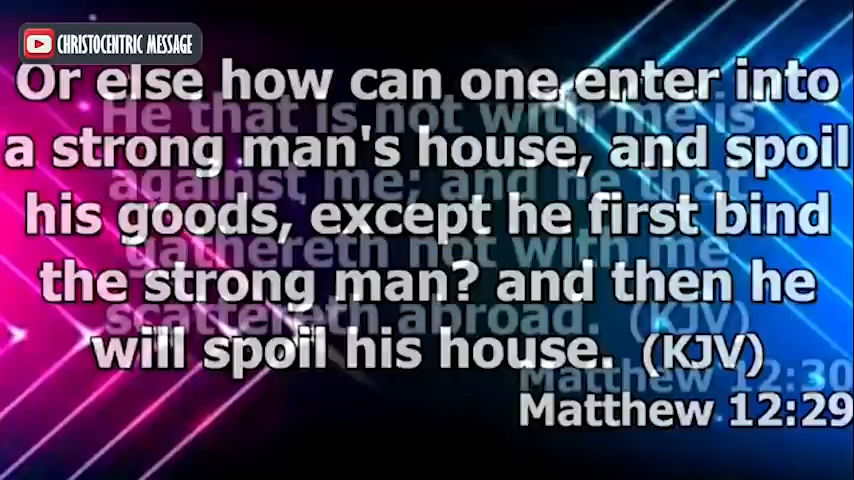 CHRISTOCENTRIC MESSAGE
Or else how can one enter into
He that is not with me is
a strong man's house, and spoil
against me; and he that
his goods, except he first bind
gathereth not with me
the strong man? and then he
scattereth abroad. (KJV)
will spoil his house. (KJV)
Matthew 12:30
Matthew 12:29